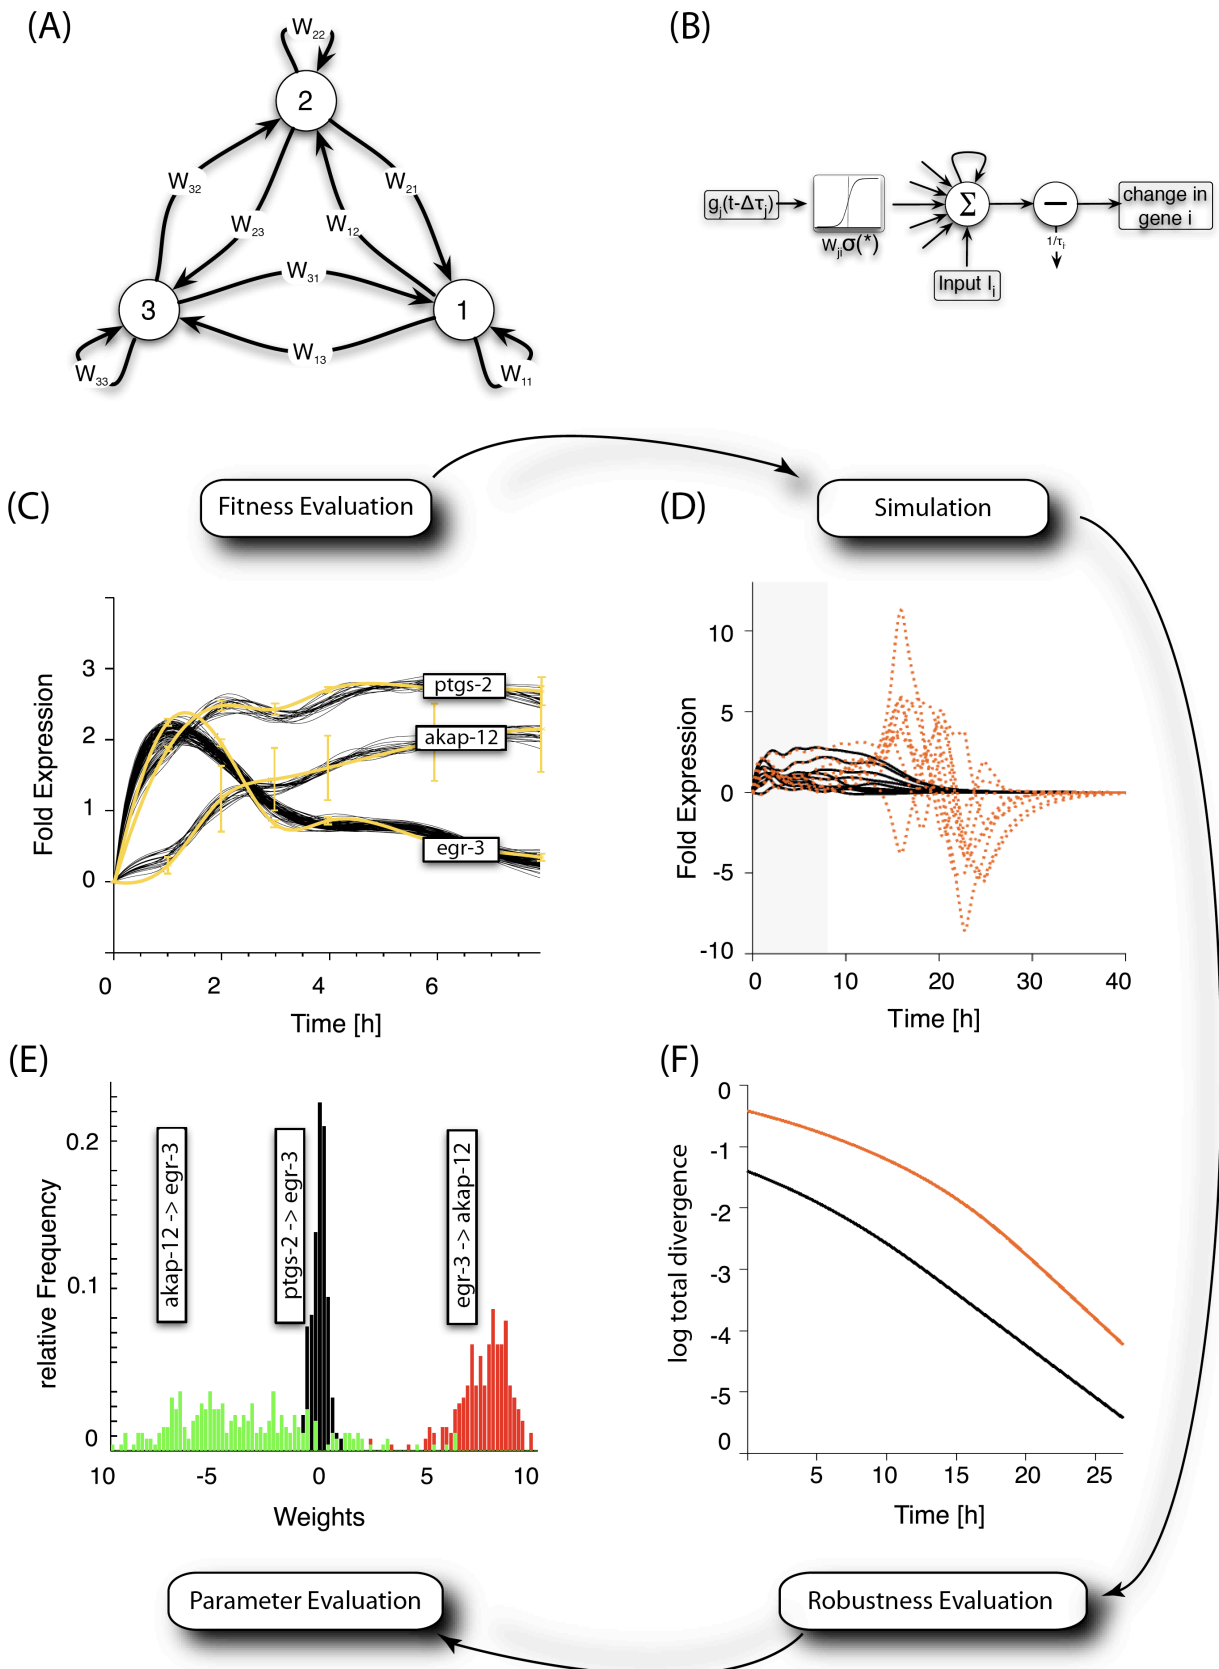 (A)
W22
2
W32
W21
W23
W12
W31
3
1
W13
W33
W11
(B)
gj(t-Δτj)
wjiσ(*)
Σ
Input Ii
1/τi
change in
gene i
Fitness Evaluation
Simulation
(C)
Fold Expression
3
2
1
0
ptgs-2
akap-12
egr-3
0 2 4 6
Time [h]
(D)
Fold Expression
10
5
0
-5
-10
0 10 20 30 40
Time [h]
(E)
relative Frequency
0.2
0.1
0
akap-12 -> egr-3
ptgs-2 -> egr-3
egr-3 -> akap-12
10 -5 0 5 10
Weights
(F)
log total divergence
0
-1
-2
-3
-4
-5
0
5 10 15 20 25
Time [h]
Parameter Evaluation
Robustness Evaluation